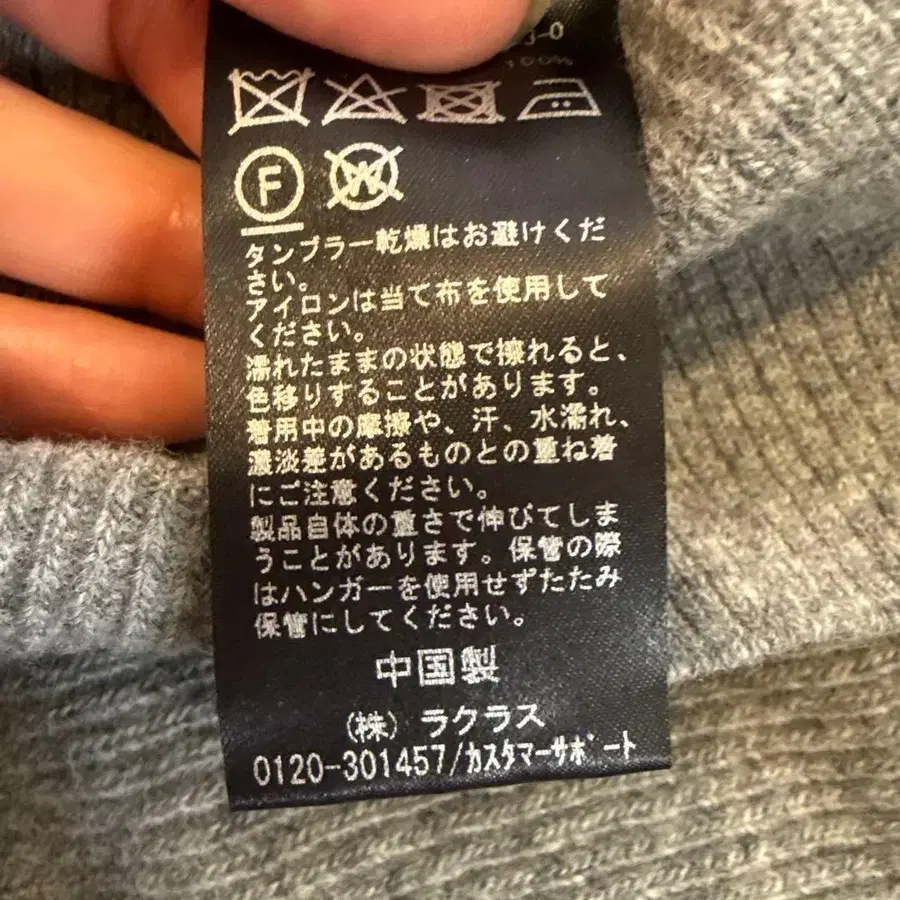 3-0
100%
F
W
タンブラー乾燥はお避けくだ
さい。
アイロンは当て布を使用して
ください。
濡れたままの状態で擦れると、
色移りすることがあります。
着用中の摩擦や、汗、水濡れ、
濃淡差があるものとの重ね着
にご注意ください。
製品自体の重さで伸びてしま
うことがあります。保管の際
はハンガーを使用せずたたみ
保管にしてください。
中国製
(株) ラクラス
0120-301457/カスタマーサポート